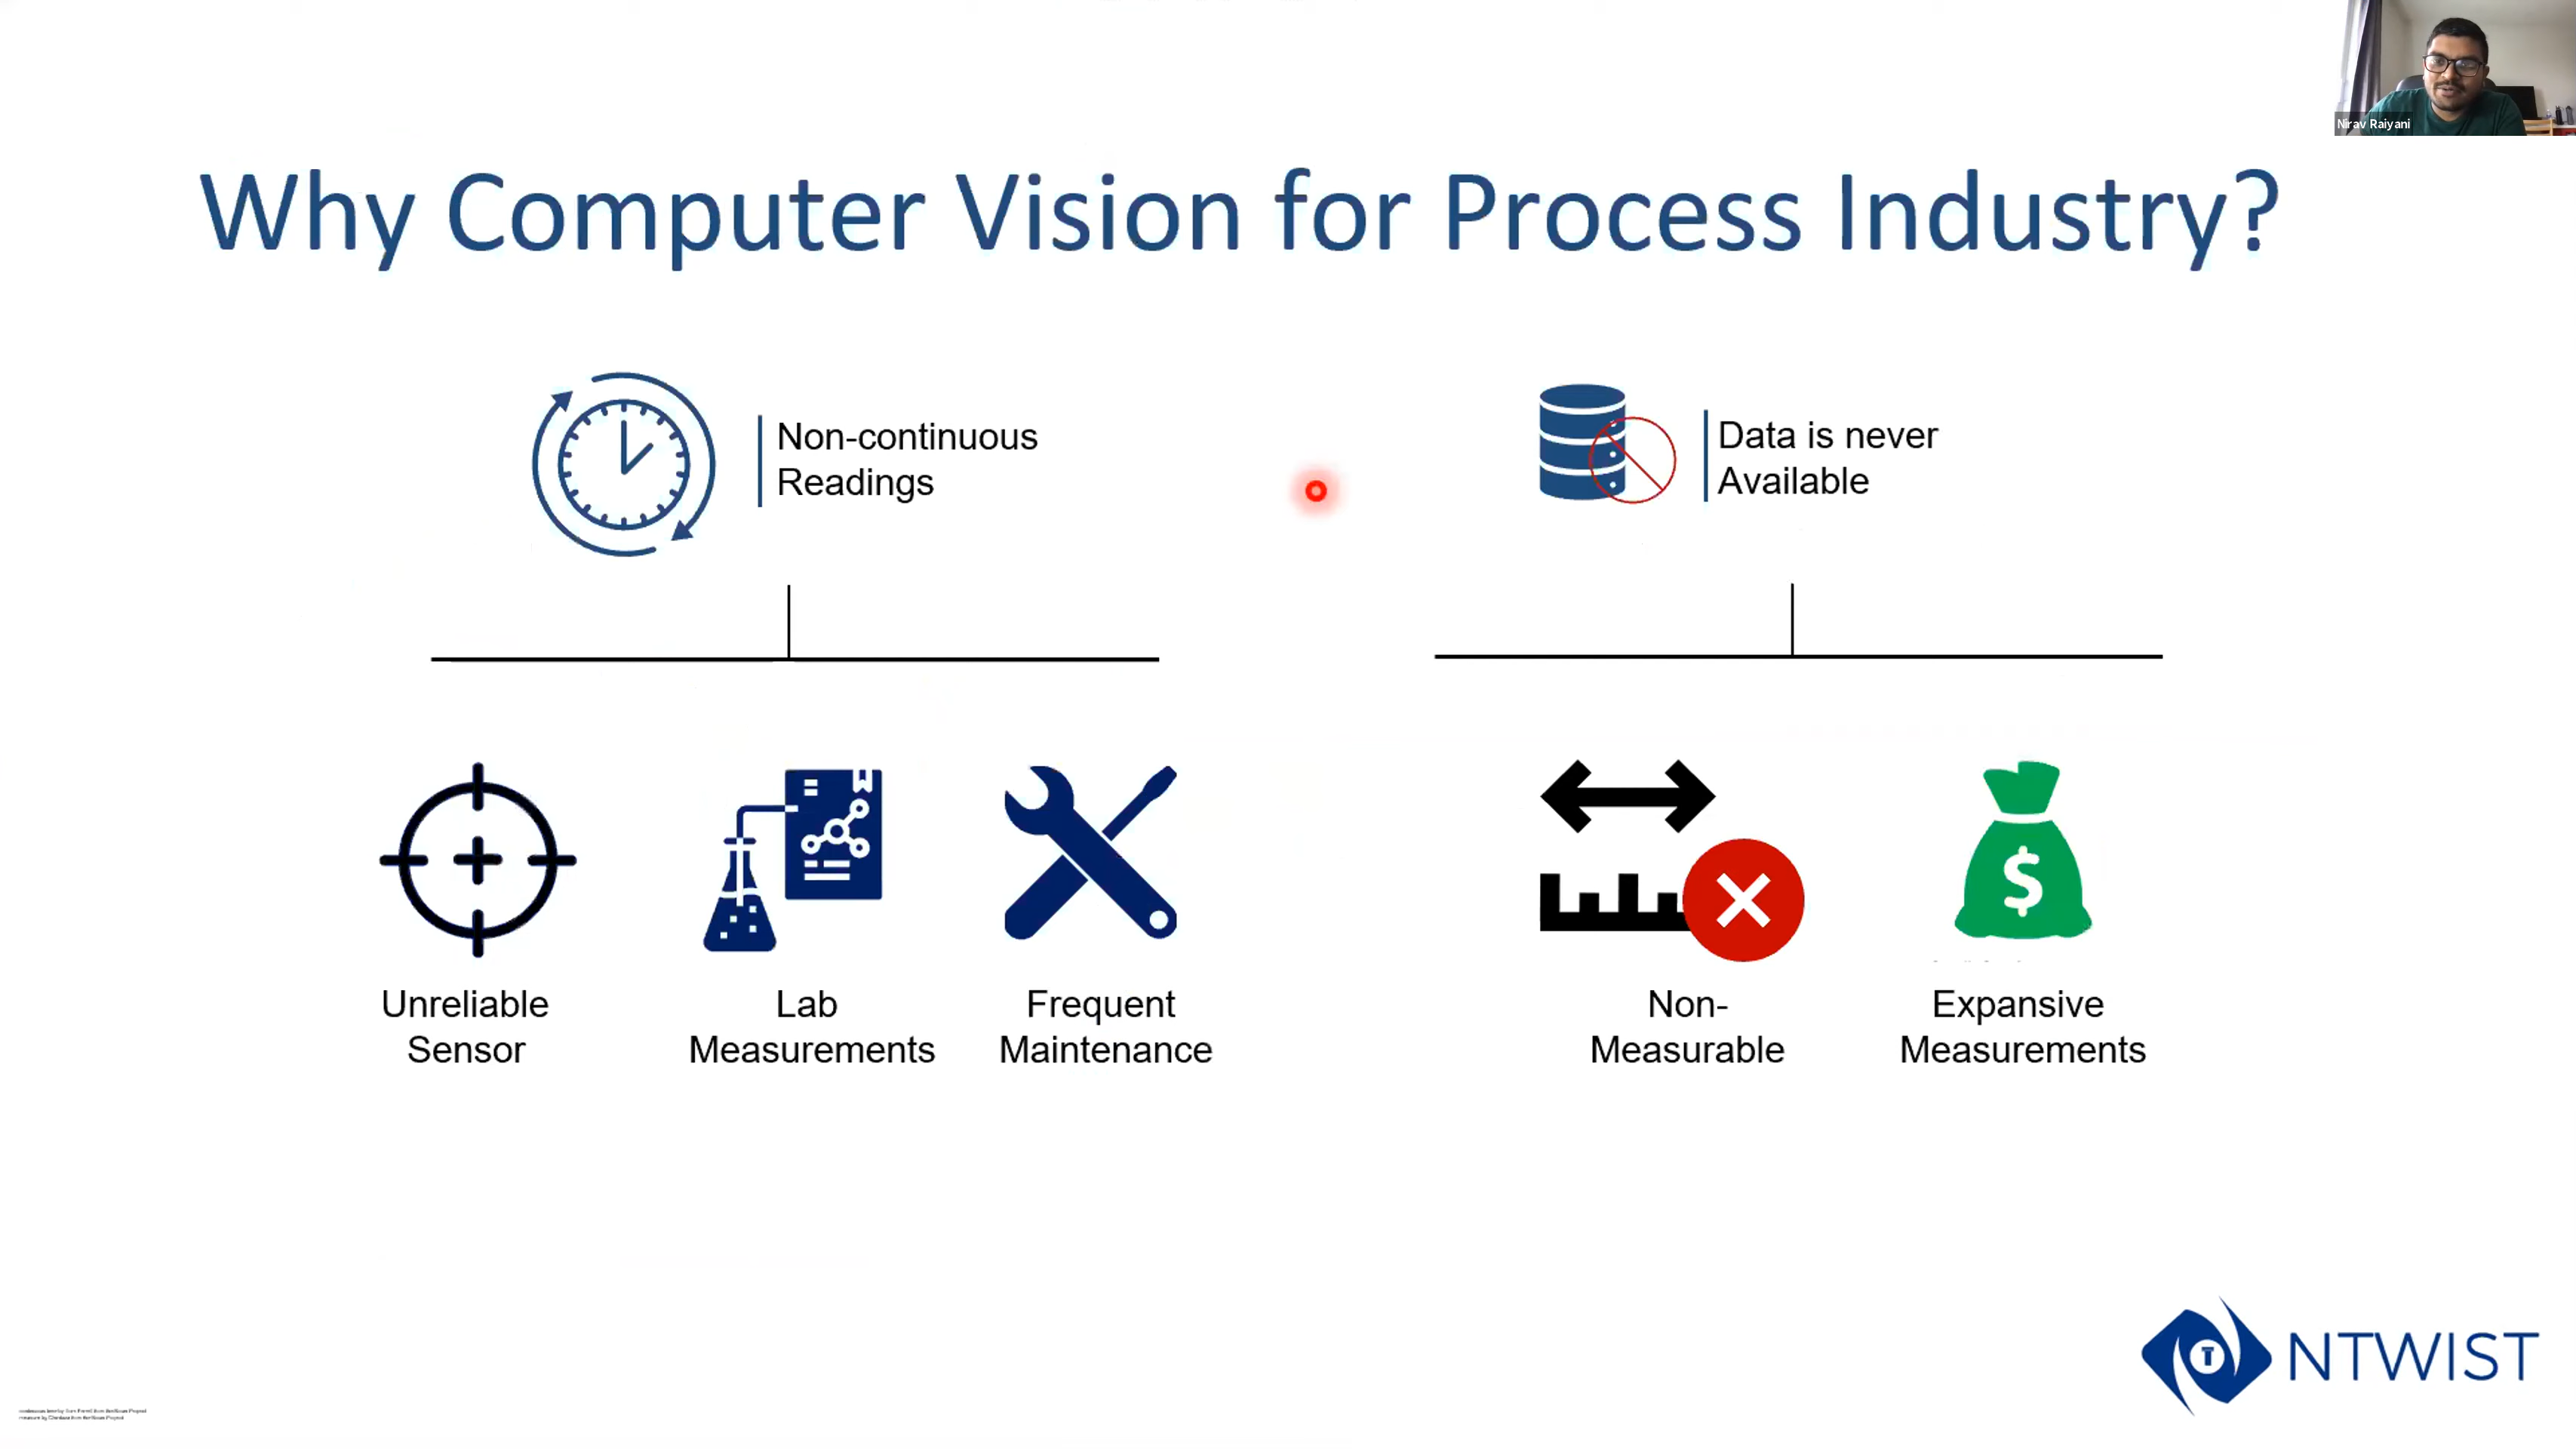 Nirav Raiyani
Why Computer Vision for Process Industry?
Non-continuous
Readings
Data is never
Available
Unreliable
Sensor
Lab
Measurements
Frequent
Maintenance
Non-
Measurable
Expansive
Measurements
$
T
NTWIST